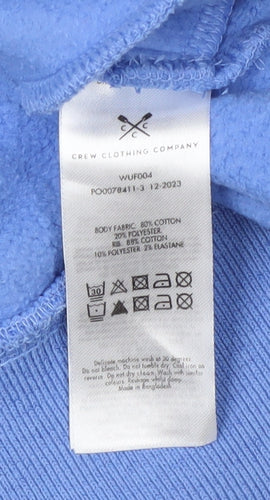 C C
C
CREW CLOTHING COMPANY
WUF004
PO0078411-3 12-2023
BODY FABRIC. 80% COTTON
20% POLYESTER.
RIB. 88% COTTON
10% POLYESTER 2% ELASTANE
30
Delicate machine wash at 30 degrees.
Do not bleach. Do not tumble dry. Cool iron on
reverse. Do not dry clean. Wash with similar
colours. Reshape whilst damp.
Made in Bangladesh